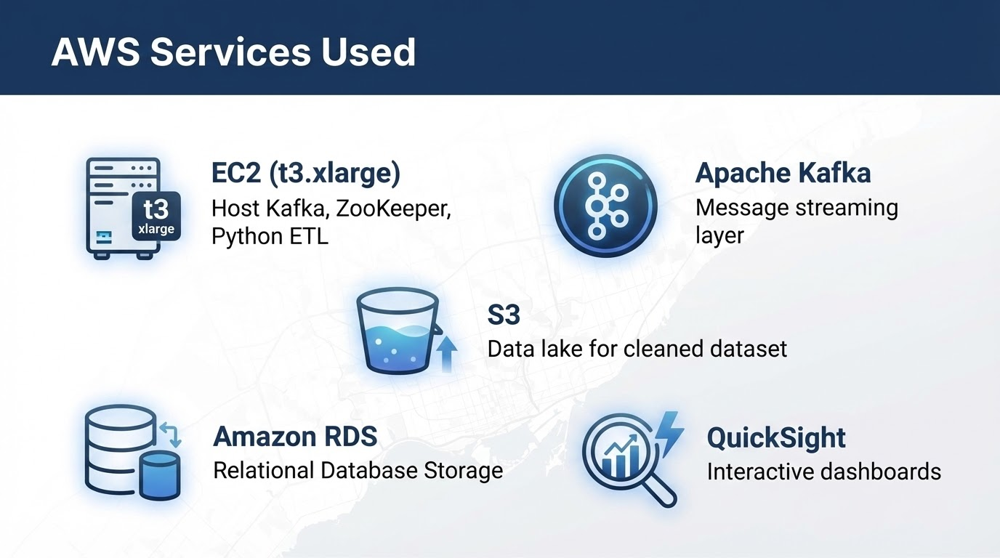 AWS Services Used
t3
xlarge
EC2 (t3.xlarge)
Host Kafka, ZooKeeper,
Python ETL
Apache Kafka
Message streaming
layer
S3
Data lake for cleaned dataset
Amazon RDS
Relational Database Storage
QuickSight
Interactive dashboards